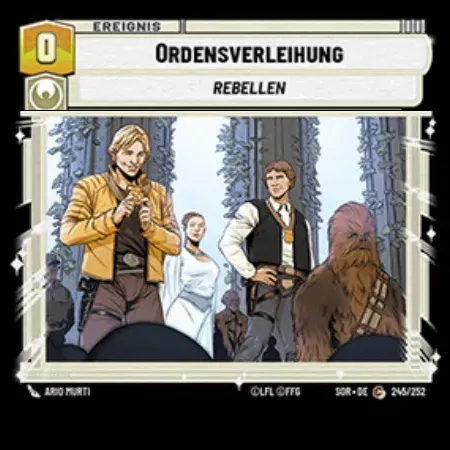 EREIGNIS
0
ORDENSVERLEIHUNG
REBELLEN
ARIO MURTI ©LFL ©FFG SOR • DE C 245/252